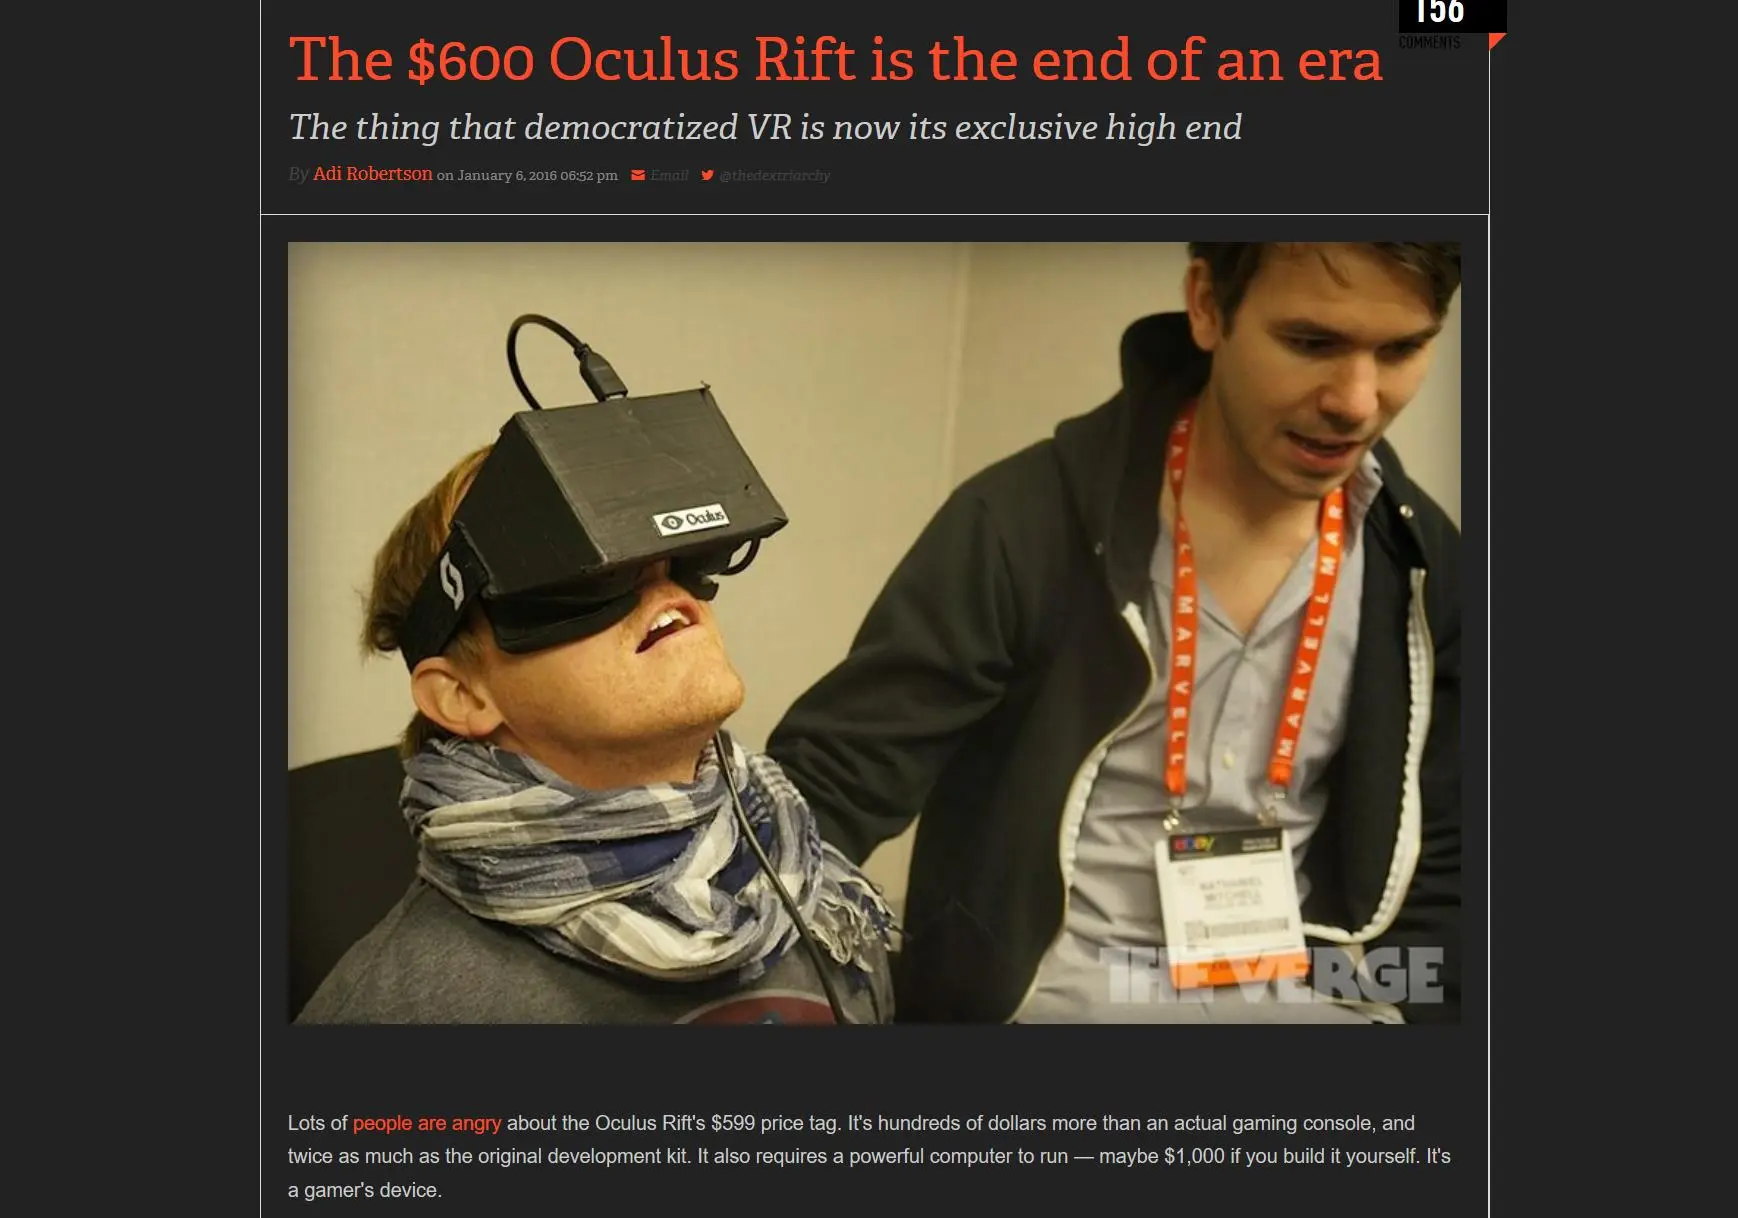 156
COMMENTS
The $600 Oculus Rift is the end of an era
The thing that democratized VR is now its exclusive high end
By Adi Robertson on January 6, 2016 06:52 pm Email @thedextriarchy
Oculus
MARVELL MARVELL
MARVELL MAR
ebay
NATHANIEL
MITCHELL
THE VERGE
Lots of people are angry about the Oculus Rift's $599 price tag. It's hundreds of dollars more than an actual gaming console, and
twice as much as the original development kit. It also requires a powerful computer to run — maybe $1,000 if you build it yourself. It's
a gamer's device.